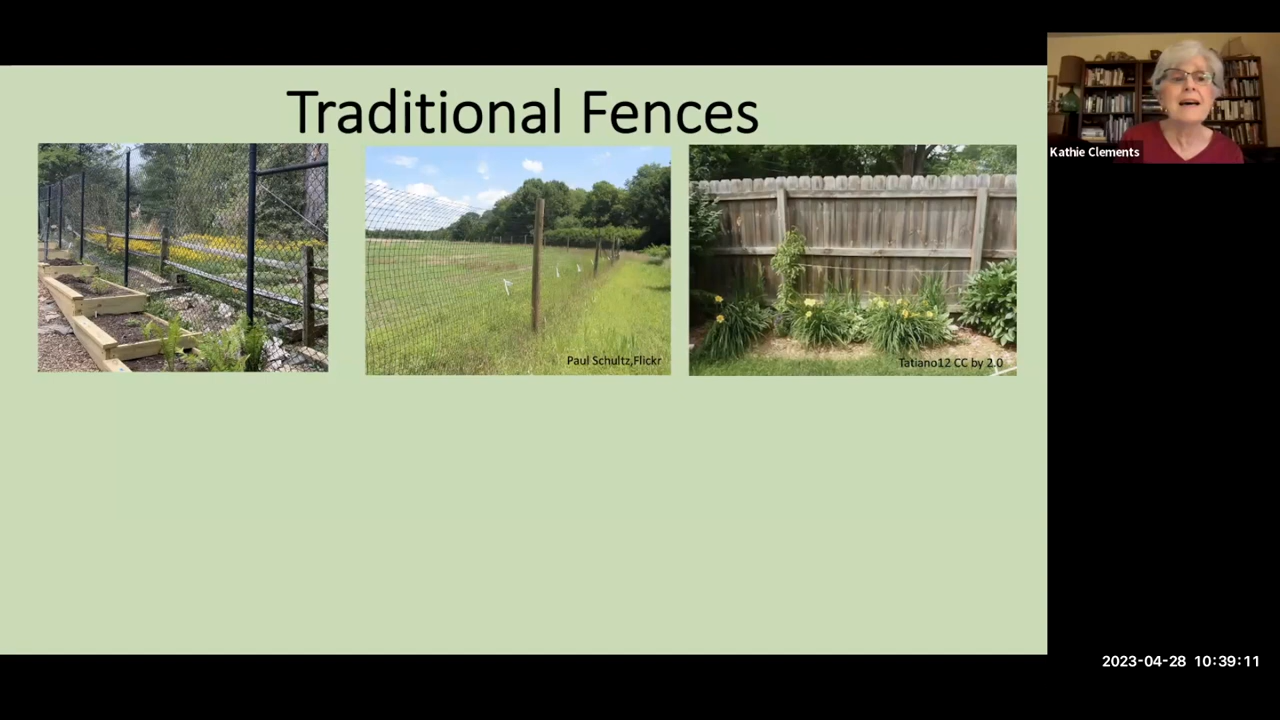 Traditional Fences
Kathie Clements
Paul Schultz,Flickr
Tatiano12 CC by 2.0
2023-04-28 10:39:11